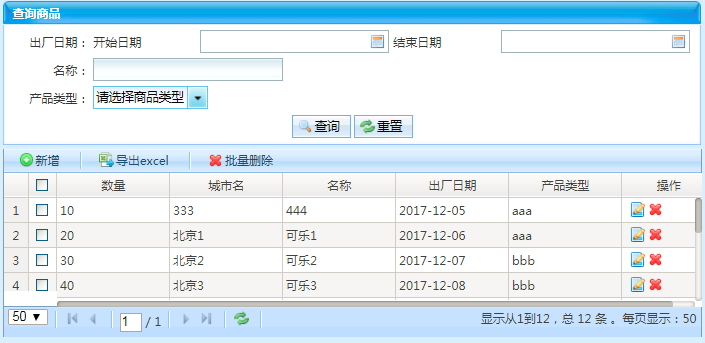 查询商品
出厂日期： 开始日期 结束日期
名称：
产品类型： 请选择商品类型
查询 重置
新增 导出excel 批量删除
数量 城市名 名称 出厂日期 产品类型 操作
1 10 333 444 2017-12-05 aaa
2 20 北京1 可乐1 2017-12-06 aaa
3 30 北京2 可乐2 2017-12-07 bbb
4 40 北京3 可乐3 2017-12-08 bbb
50 1 / 1 显示从1到12，总 12 条 。每页显示：50